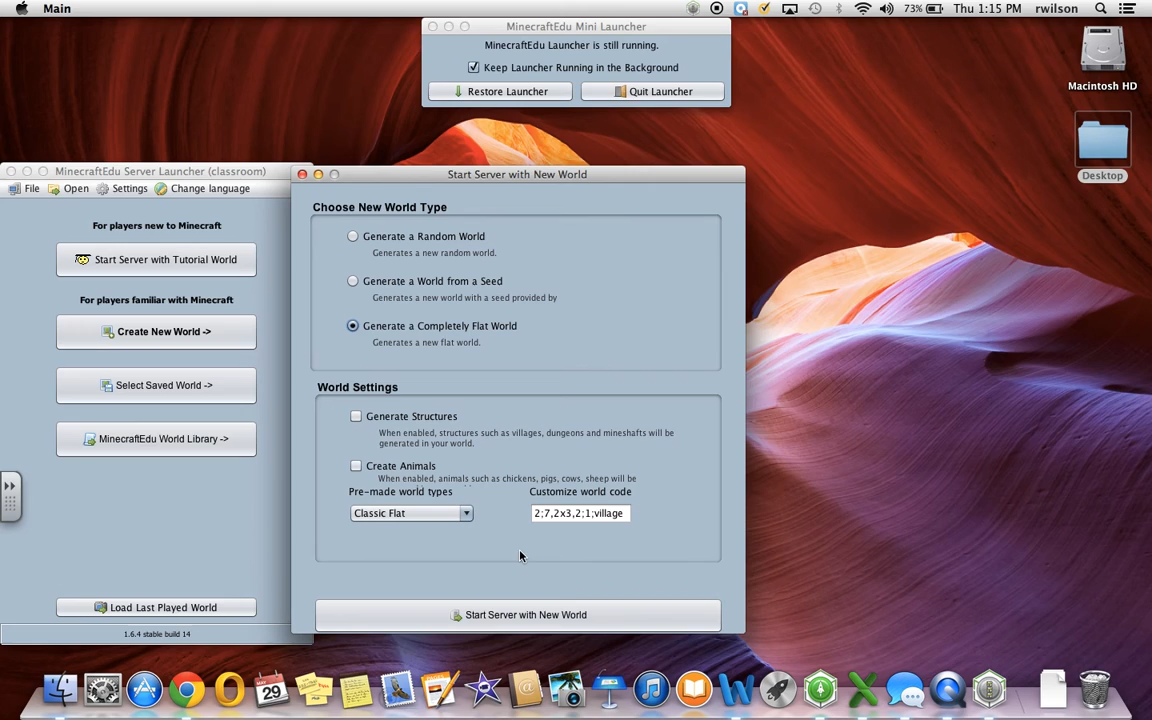 Main
73%
Thu 1:15 PM
rwilson
MinecraftEdu Mini Launcher
MinecraftEdu Launcher is still running.
Keep Launcher Running in the Background
Restore Launcher
Quit Launcher
Macintosh HD
Desktop
MinecraftEdu Server Launcher (classroom)
File
Open
Settings
Change language
For players new to Minecraft
Start Server with Tutorial World
For players familiar with Minecraft
Create New World ->
Select Saved World ->
MinecraftEdu World Library ->
Load Last Played World
1.6.4 stable build 14
Start Server with New World
Choose New World Type
Generate a Random World
Generates a new random world.
Generate a World from a Seed
Generates a new world with a seed provided by
Generate a Completely Flat World
Generates a new flat world.
World Settings
Generate Structures
When enabled, structures such as villages, dungeons and mineshafts will be
generated in your world.
Create Animals
When enabled, animals such as chickens, pigs, cows, sheep will be
Pre-made world types
Customize world code
Classic Flat
2;7,2x3,2;1;village
Start Server with New World
MAY
29